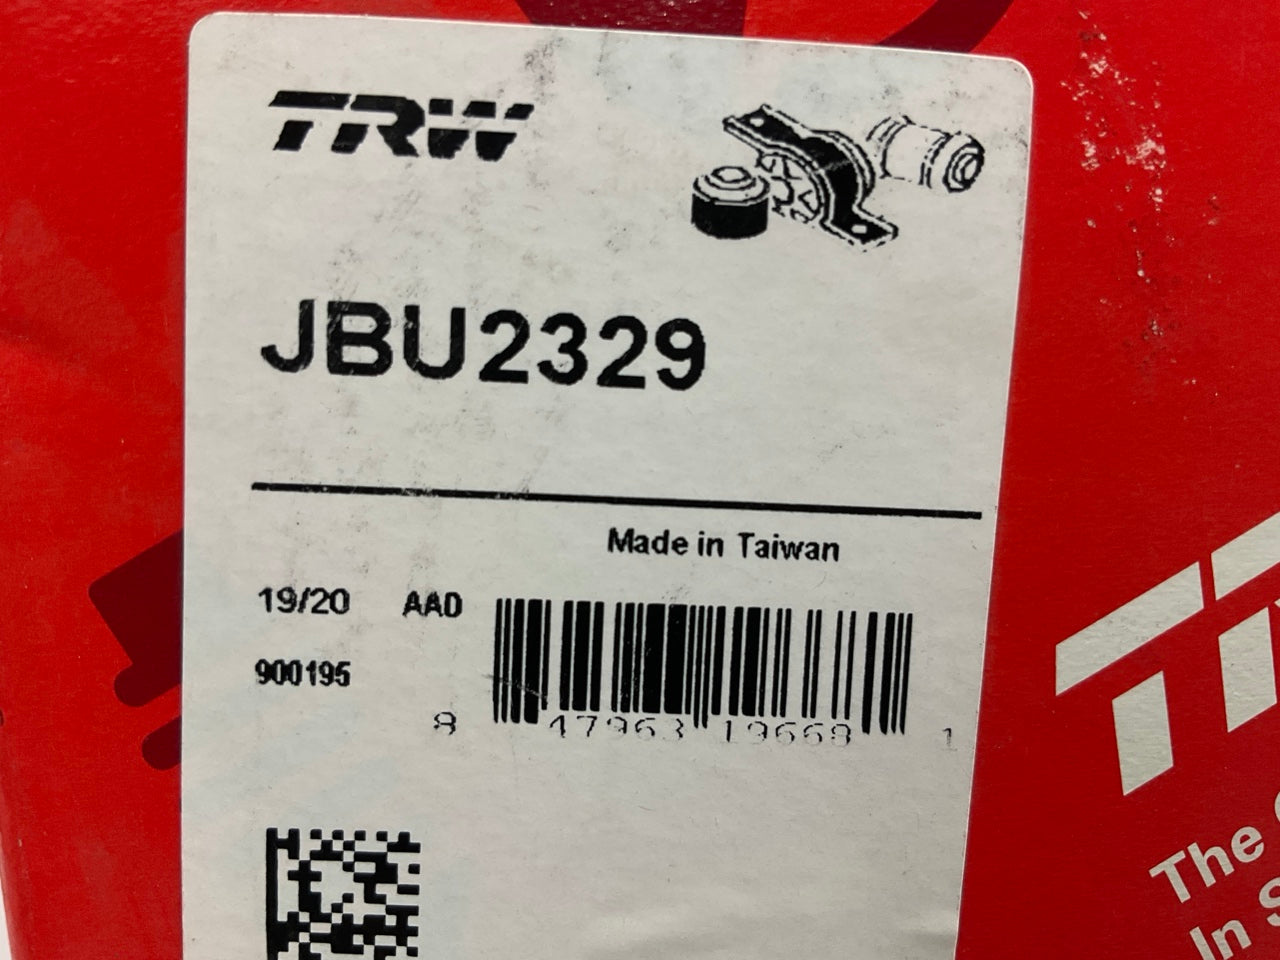 TRW
JBU2329
Made in Taiwan
19/20 AAD
900195
8 47963 19668 1
The
In